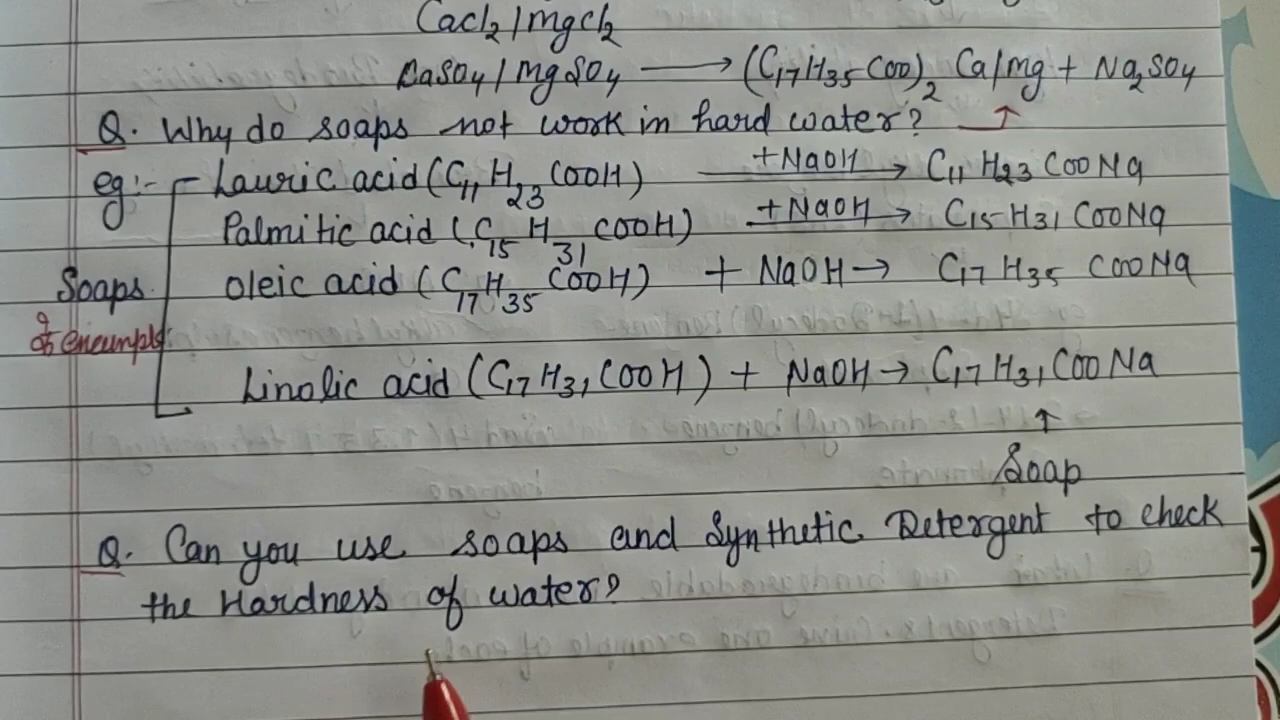 CaCl2/MgCl2
CaSO4/MgSO4 ⟶ (C17H35COO)2 Ca/Mg + Na2SO4
Q. Why do soaps not work in hard water? ↑
eg:- Lauric acid (C11H23COOH) +NaOH→ C11H23COONa
Palmitic acid (C15H31COOH) +NaOH→ C15H31COONa
Soaps oleic acid (C17H35COOH) + NaOH → C17H35COONa
Linolic acid (C17H31COOH) + NaOH → C17H31COONa
↑
Soap
Q. Can you use soaps and Synthetic Detergent to check
the Hardness of water?